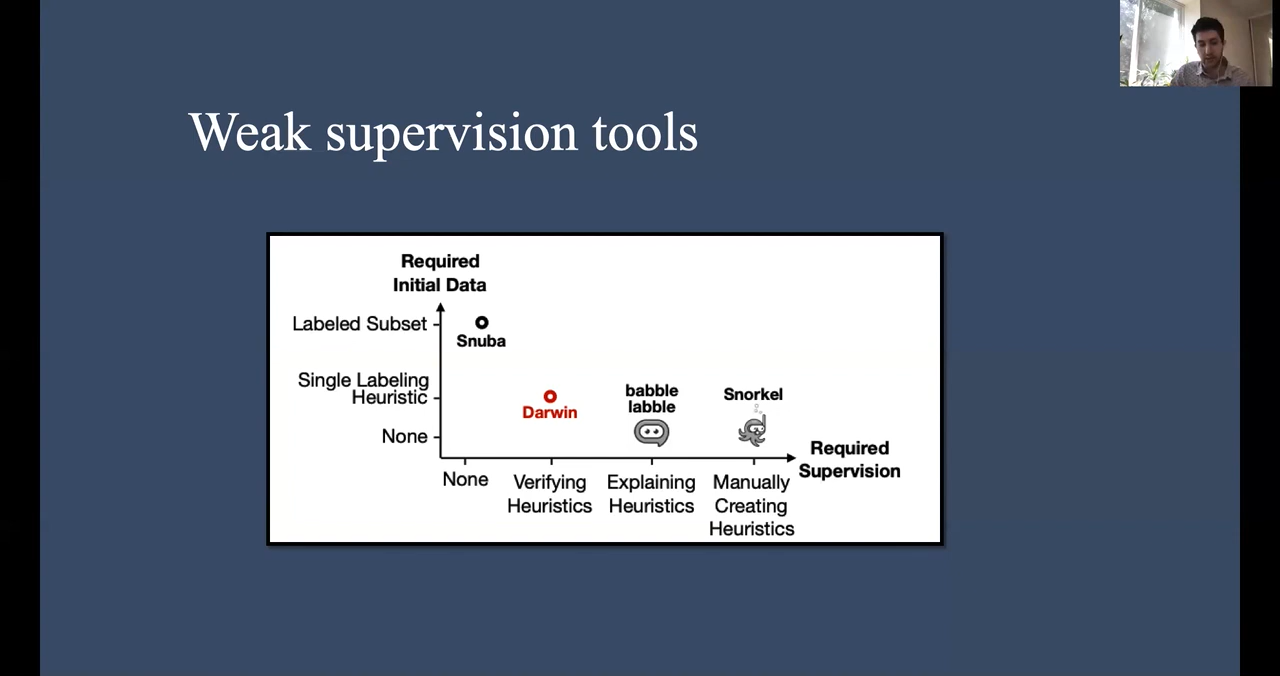 Weak supervision tools
Required
Initial Data
Labeled Subset
Snuba
Single Labeling
Heuristic
Darwin
babble
labble
Snorkel
None
Required
Supervision
None
Verifying
Heuristics
Explaining
Heuristics
Manually
Creating
Heuristics